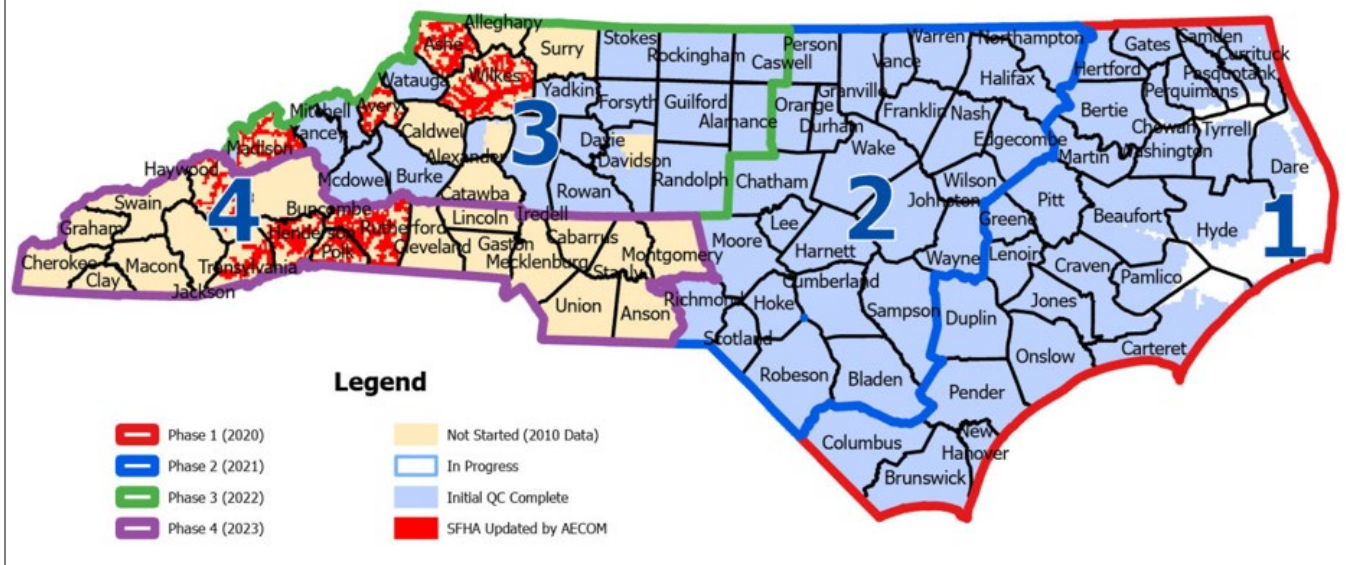 Alleghany
Ashe
Surry
Stokes
Rockingham
Caswell
Person
Warren
Northampton
Gates
Camden
Currituck
Pasquotank
Perquimans
Hertford
Vance
Granville
Halifax
Watauga
Wilkes
Yadkin
Forsyth
Guilford
Alamance
Orange
Durham
Franklin
Nash
Edgecombe
Bertie
Chowan
Tyrrell
Washington
Martin
Dare
Mitchell
Avery
Yancey
Caldwell
Alexander
3
Davie
Davidson
Wake
Madison
Haywood
Mcdowell
Burke
Catawba
Rowan
Randolph
Chatham
Wilson
Johnston
Pitt
Beaufort
Hyde
1
Swain
4
Buncombe
Lincoln
Iredell
Lee
2
Greene
Graham
Henderson
Rutherford
Cleveland
Gaston
Cabarrus
Moore
Harnett
Wayne
Lenoir
Craven
Pamlico
Cherokee
Macon
Transylvania
Polk
Mecklenburg
Stanly
Montgomery
Clay
Jackson
Cumberland
Union
Anson
Richmond
Hoke
Sampson
Duplin
Jones
Scotland
Onslow
Carteret
Robeson
Bladen
Pender
Columbus
New
Hanover
Brunswick
Legend
Phase 1 (2020)
Phase 2 (2021)
Phase 3 (2022)
Phase 4 (2023)
Not Started (2010 Data)
In Progress
Initial QC Complete
SFHA Updated by AECOM